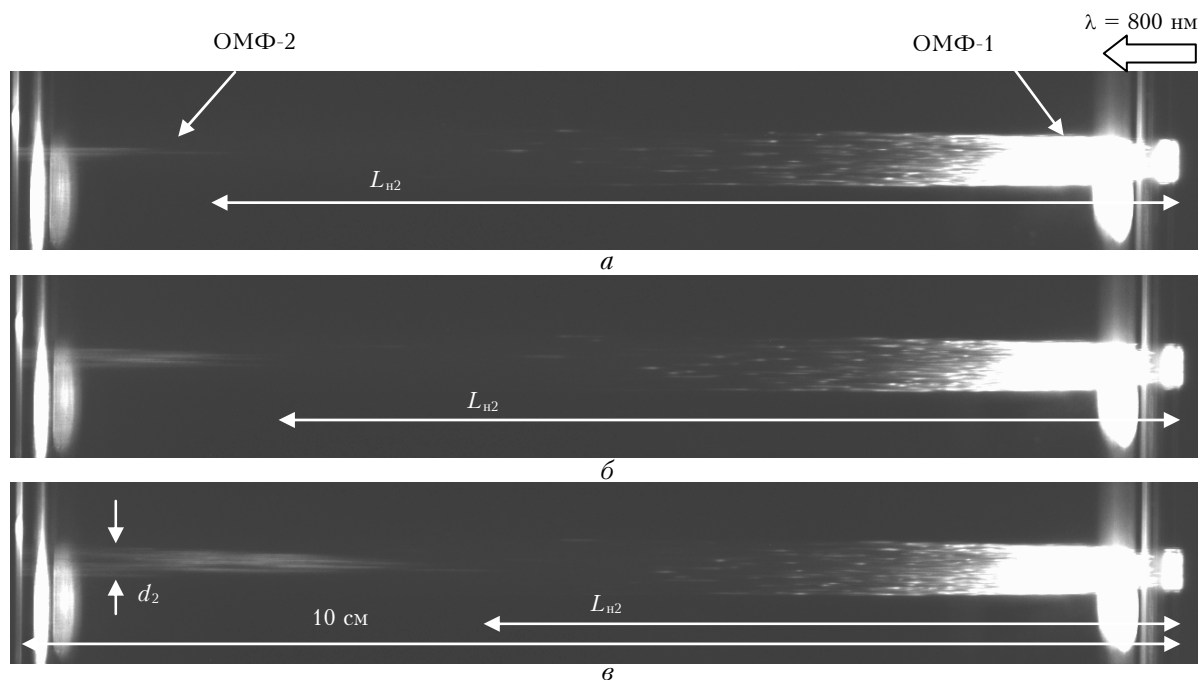 λ = 800 нм
ОМФ-2
ОМФ-1
Lн2
а
Lн2
б
d2
10 см
Lн2
в